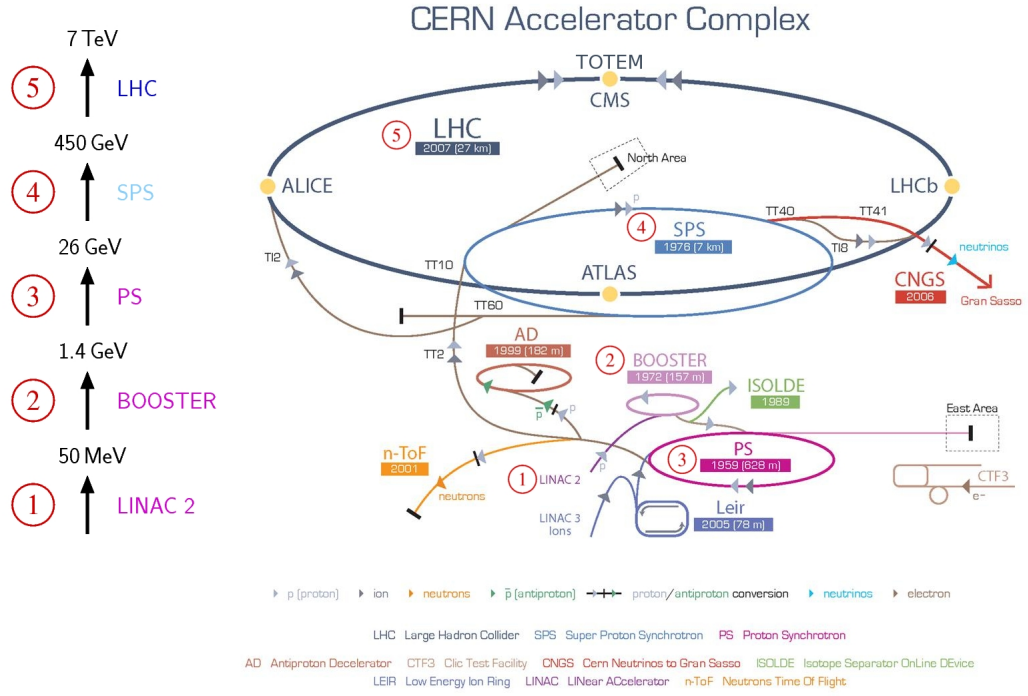 CERN Accelerator Complex
7 TeV
5 LHC
450 GeV
4 SPS
26 GeV
3 PS
1.4 GeV
2 BOOSTER
50 MeV
1 LINAC 2
TOTEM
CMS
5
LHC
2007 (27 km)
North Area
ALICE
LHCb
p
4
SPS
1976 (7 km)
TT40
TT41
TI8
TI2
TT10
ATLAS
neutrinos
CNGS
2006
Gran Sasso
TT60
TT2
AD
1999 (182 m)
2
BOOSTER
1972 (157 m)
ISOLDE
1989
p̅
p
East Area
n-ToF
2001
neutrons
1
LINAC 2
p
3
PS
1959 (628 m)
CTF3
e–
LINAC 3
Ions
Leir
2005 (78 m)
p (proton) ion neutrons p̅ (antiproton) proton/antiproton conversion neutrinos electron
LHC Large Hadron Collider SPS Super Proton Synchrotron PS Proton Synchrotron
AD Antiproton Decelerator CTF3 Clic Test Facility CNGS Cern Neutrinos to Gran Sasso ISOLDE Isotope Separator OnLine DEvice
LEIR Low Energy Ion Ring LINAC LINear ACcelerator n-ToF Neutrons Time Of Flight